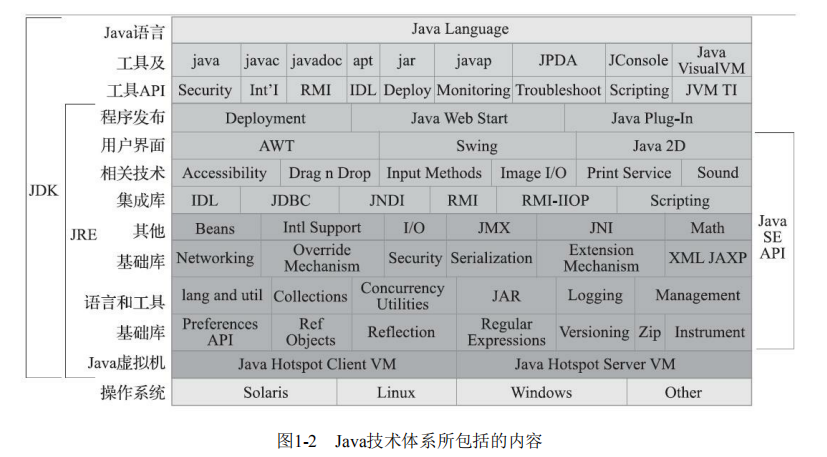 Java语言 Java Language
工具及 java javac javadoc apt jar javap JPDA JConsole Java VisualVM
工具API Security Int'l RMI IDL Deploy Monitoring Troubleshoot Scripting JVM TI
程序发布 Deployment Java Web Start Java Plug-In
用户界面 AWT Swing Java 2D
相关技术 Accessibility Drag n Drop Input Methods Image I/O Print Service Sound
JDK
集成库 IDL JDBC JNDI RMI RMI-IIOP Scripting
JRE
其他 Beans Intl Support I/O JMX JNI Math
Java SE API
基础库 Networking Override Mechanism Security Serialization Extension Mechanism XML JAXP
语言和工具 lang and util Collections Concurrency Utilities JAR Logging Management
基础库 Preferences API Ref Objects Reflection Regular Expressions Versioning Zip Instrument
Java虚拟机 Java Hotspot Client VM Java Hotspot Server VM
操作系统 Solaris Linux Windows Other
图1-2 Java技术体系所包括的内容